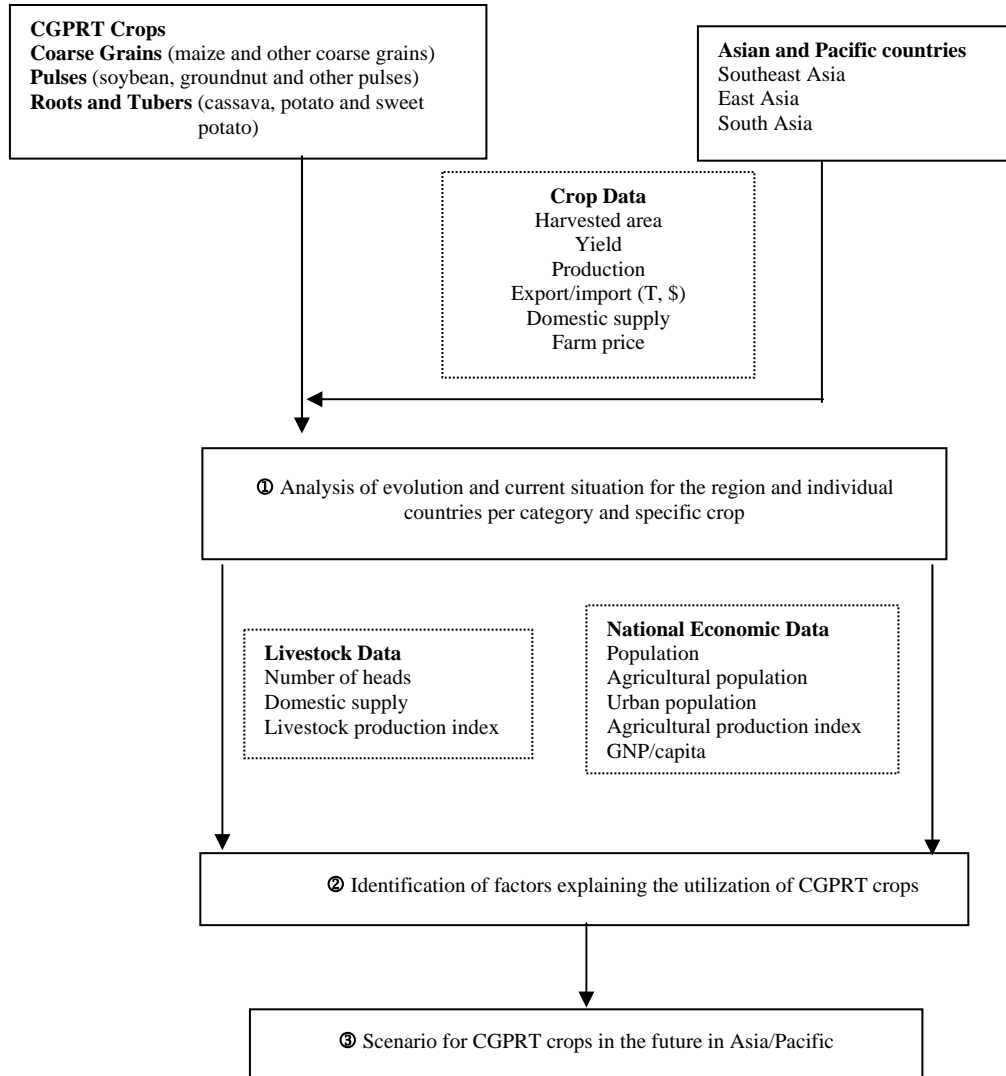 CGPRT Crops
Coarse Grains (maize and other coarse grains)
Pulses (soybean, groundnut and other pulses)
Roots and Tubers (cassava, potato and sweet
potato)
Asian and Pacific countries
Southeast Asia
East Asia
South Asia
Crop Data
Harvested area
Yield
Production
Export/import (T, $)
Domestic supply
Farm price
① Analysis of evolution and current situation for the region and individual
countries per category and specific crop
Livestock Data
Number of heads
Domestic supply
Livestock production index
National Economic Data
Population
Agricultural population
Urban population
Agricultural production index
GNP/capita
② Identification of factors explaining the utilization of CGPRT crops
③ Scenario for CGPRT crops in the future in Asia/Pacific